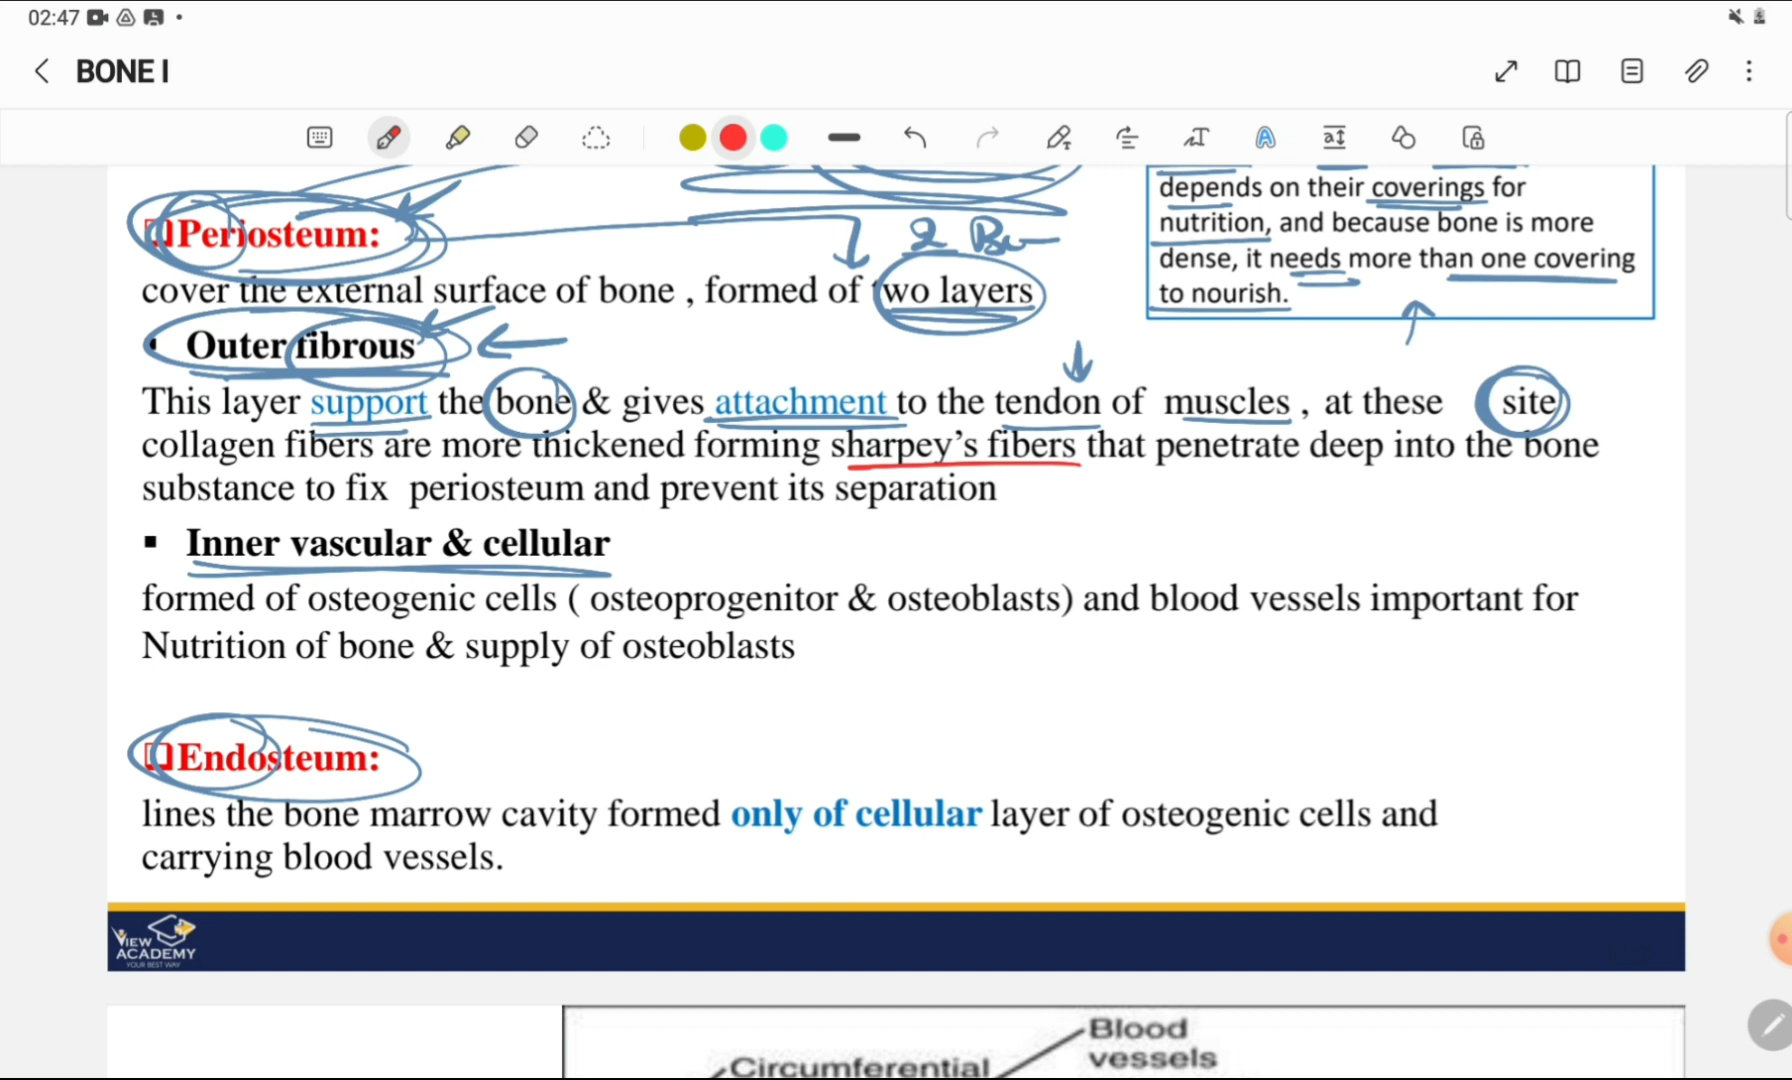 02:47
BONE I
depends on their coverings for
nutrition, and because bone is more
dense, it needs more than one covering
to nourish.
Periosteum:
2
cover the external surface of bone , formed of two layers
Outer fibrous
This layer support the bone & gives attachment to the tendon of muscles , at these site
collagen fibers are more thickened forming sharpey's fibers that penetrate deep into the bone
substance to fix periosteum and prevent its separation
▪ Inner vascular & cellular
formed of osteogenic cells ( osteoprogenitor & osteoblasts) and blood vessels important for
Nutrition of bone & supply of osteoblasts
Endosteum:
lines the bone marrow cavity formed only of cellular layer of osteogenic cells and
carrying blood vessels.
VIEW
ACADEMY
YOUR BEST WAY
Blood
vessels
Circumferential